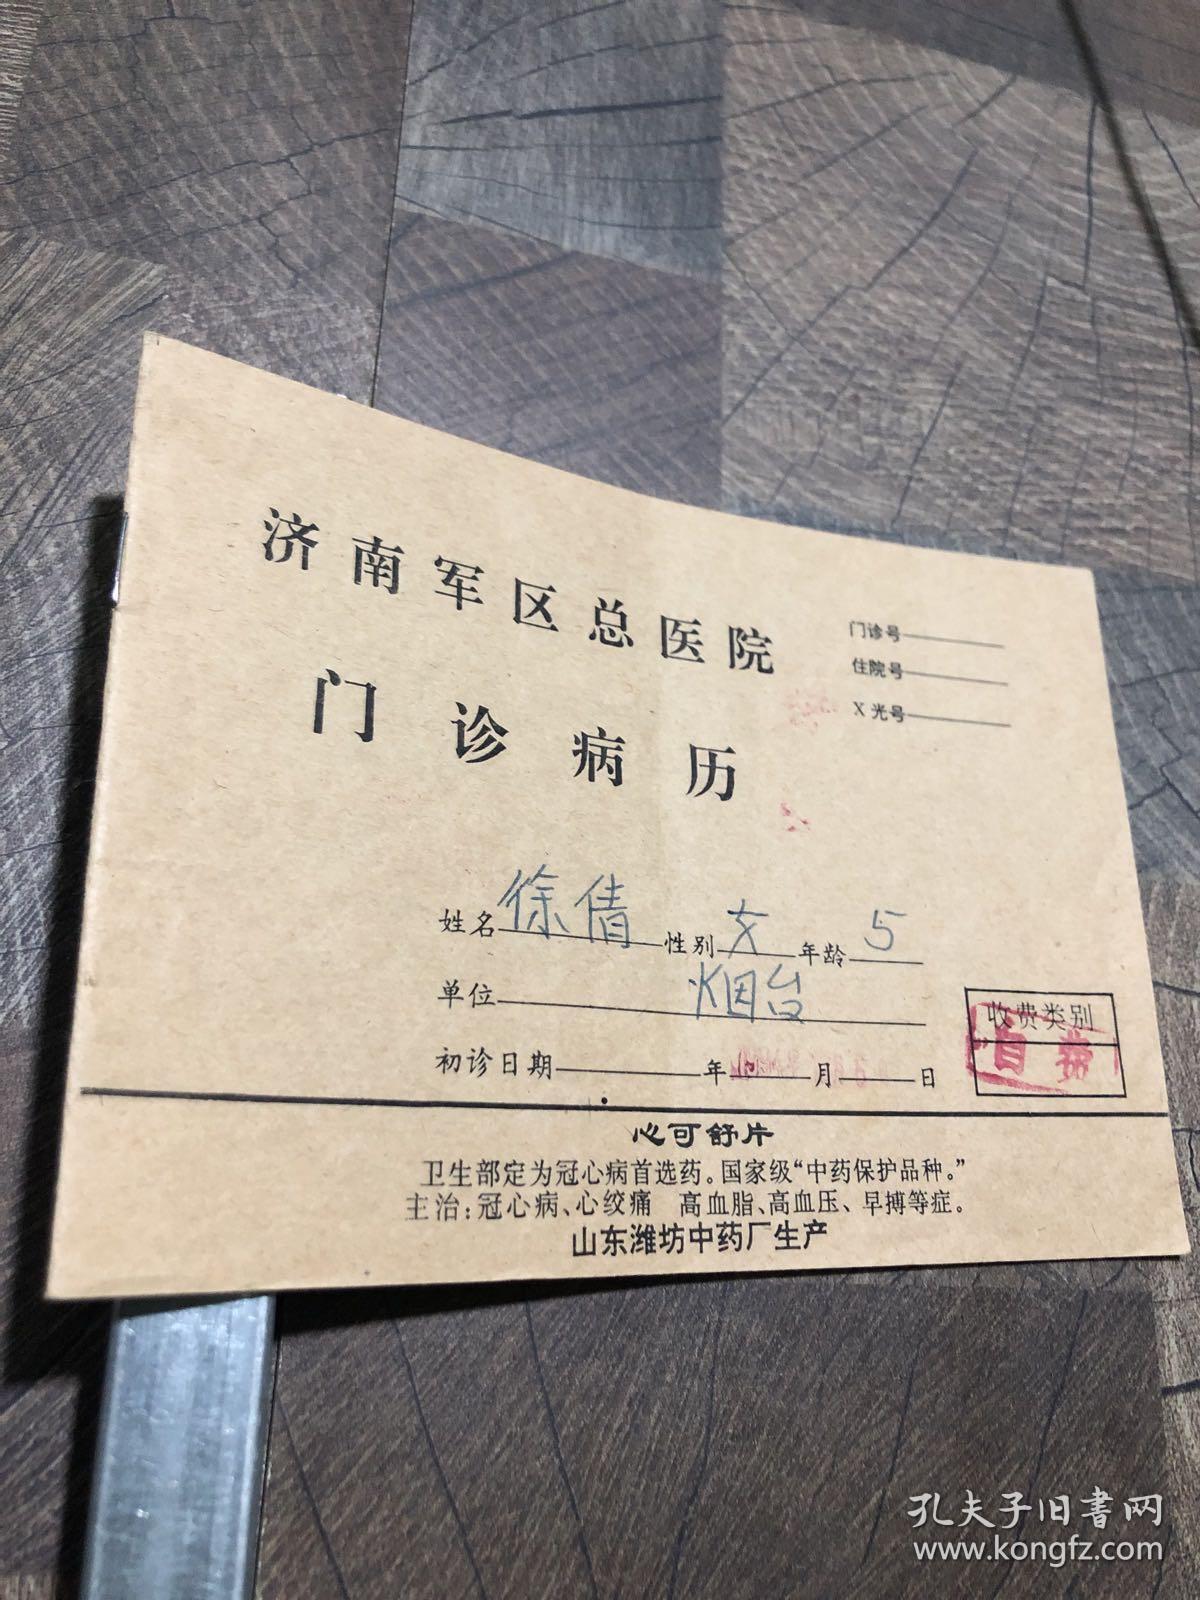 济南军区总医院
门诊病历
门诊号
住院号
X光号
姓名 徐倩 性别 女 年龄 5
单位 烟台
初诊日期 年 月 日
收费类别
自费
心可舒片
卫生部定为冠心病首选药。国家级“中药保护品种。”
主治:冠心病、心绞痛 高血脂、高血压、早搏等症。
山东潍坊中药厂生产
孔夫子旧书网
www.kongfz.com